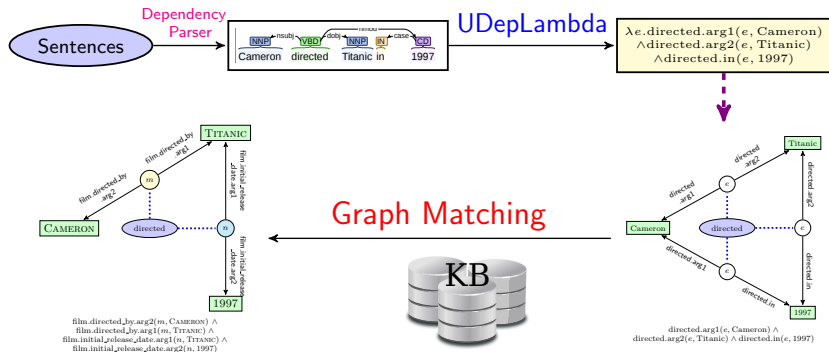 Sentences
Dependency
Parser
nsubj
dobj
nmod
case
NNP
VBD
NNP
IN
CD
Cameron
directed
Titanic
in
1997
UDepLambda
λe.directed.arg1(e, Cameron)
∧directed.arg2(e, Titanic)
∧directed.in(e, 1997)
TITANIC
film.directed_by
.arg1
film.directed_by
.arg2
m
film.initial_release
_date.arg1
CAMERON
directed
n
film.initial_release
_date.arg2
1997
film.directed_by.arg2(m, CAMERON) ∧
film.directed_by.arg1(m, TITANIC) ∧
film.initial_release_date.arg1(n, TITANIC) ∧
film.initial_release_date.arg2(n, 1997)
Graph Matching
KB
Titanic
directed
.arg2
directed
.arg1
e
directed.arg2
Cameron
directed
e
directed.arg1
e
directed.in
directed.in
1997
directed.arg1(e, Cameron) ∧
directed.arg2(e, Titanic) ∧ directed.in(e, 1997)